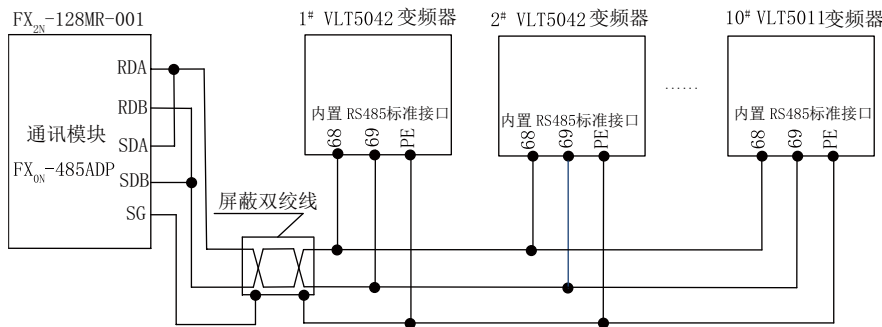 FX2N-128MR-001
1# VLT5042 变频器
2# VLT5042 变频器
10# VLT5011变频器
RDA
RDB
SDA
SDB
SG
通讯模块
FX0N-485ADP
屏蔽双绞线
内置 RS485标准接口
68
69
PE
内置 RS485标准接口
68
69
PE
......
内置 RS485标准接口
68
69
PE